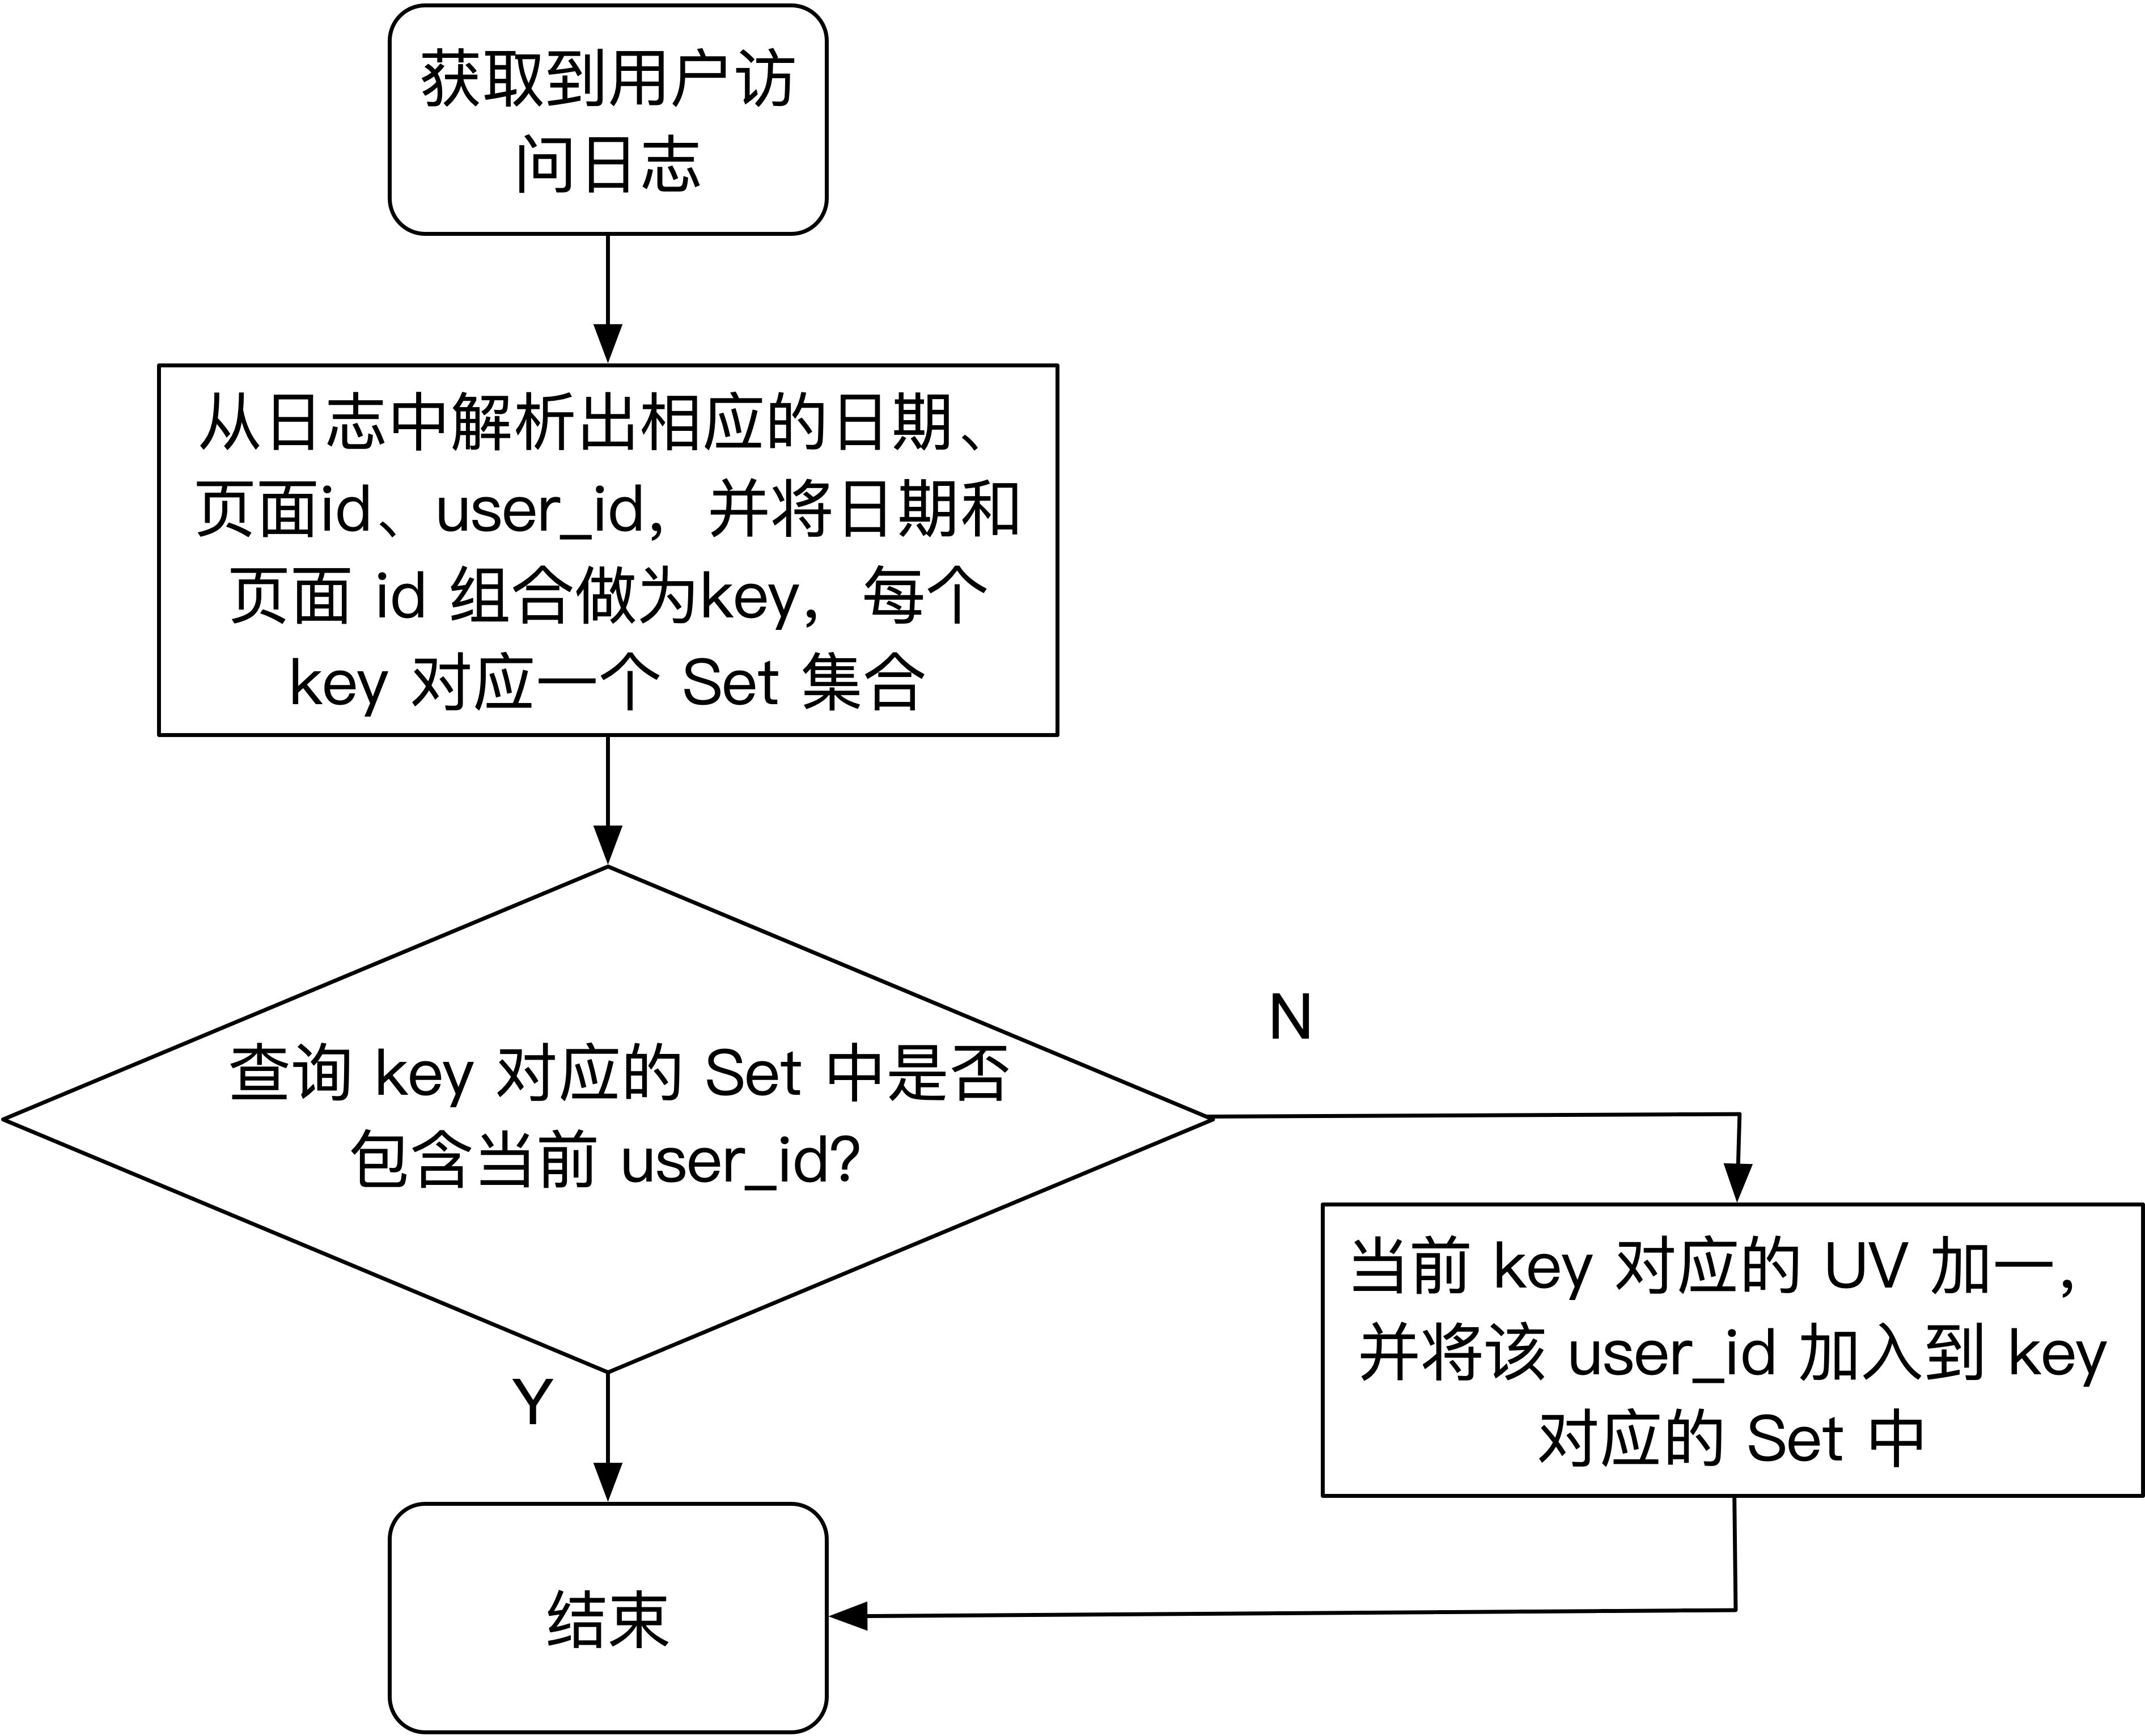 获取到用户访
问日志
从日志中解析出相应的日期、
页面id、user_id，并将日期和
页面 id 组合做为key，每个
key 对应一个 Set 集合
查询 key 对应的 Set 中是否
包含当前 user_id?
N
当前 key 对应的 UV 加一，
并将该 user_id 加入到 key
对应的 Set 中
Y
结束